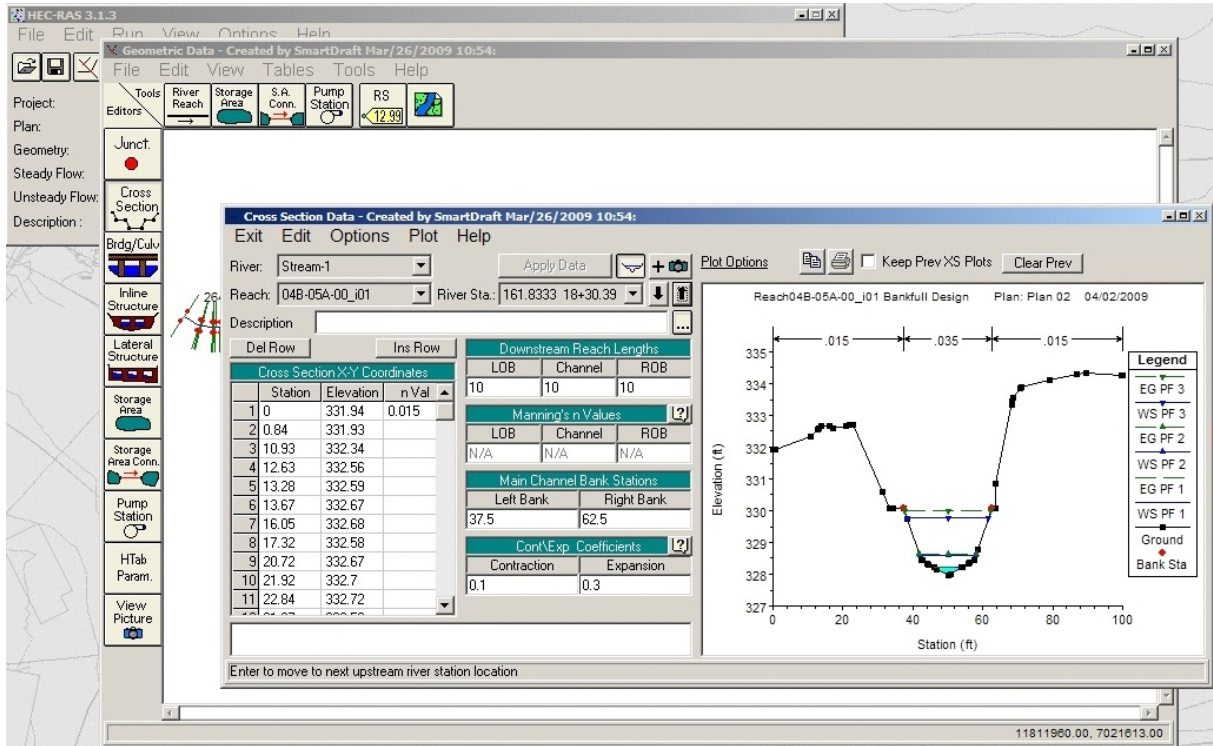 HEC-RAS 3.1.3
File Edit Run View Options Help
Project:
Plan:
Geometry:
Steady Flow:
Unsteady Flow:
Description :
Geometric Data - Created by SmartDraft Mar/26/2009 10:54:
File Edit View Tables Tools Help
Tools
Editors
River Reach
Storage Area
S.A. Conn.
Pump Station
RS
12.99
Junct.
Cross Section
Brdg/Culv
Inline Structure
Lateral Structure
Storage Area
Storage Area Conn.
Pump Station
HTab Param.
View Picture
Cross Section Data - Created by SmartDraft Mar/26/2009 10:54:
Exit Edit Options Plot Help
River: Stream-1 Apply Data
Reach: 04B-05A-00_i01 River Sta.: 161.8333 18+30.39
Description ...
Del Row Ins Row
Cross Section X-Y Coordinates
Station Elevation n Val
1 0 331.94 0.015
2 0.84 331.93
3 10.93 332.34
4 12.63 332.56
5 13.28 332.59
6 13.67 332.67
7 16.05 332.68
8 17.32 332.58
9 20.72 332.67
10 21.92 332.7
11 22.84 332.72
Downstream Reach Lengths
LOB Channel ROB
10 10 10
Manning's n Values ?
LOB Channel ROB
N/A N/A N/A
Main Channel Bank Stations
Left Bank Right Bank
37.5 62.5
Cont\Exp Coefficients ?
Contraction Expansion
0.1 0.3
Enter to move to next upstream river station location
Plot Options Keep Prev XS Plots Clear Prev
Reach04B-05A-00_i01 Bankfull Design Plan: Plan 02 04/02/2009
.015 .035 .015
335
334
333
332
331
330
329
328
327
Elevation (ft)
0 20 40 60 80 100
Station (ft)
Legend
EG PF 3
WS PF 3
EG PF 2
WS PF 2
EG PF 1
WS PF 1
Ground
Bank Sta
11811960.00, 7021613.00